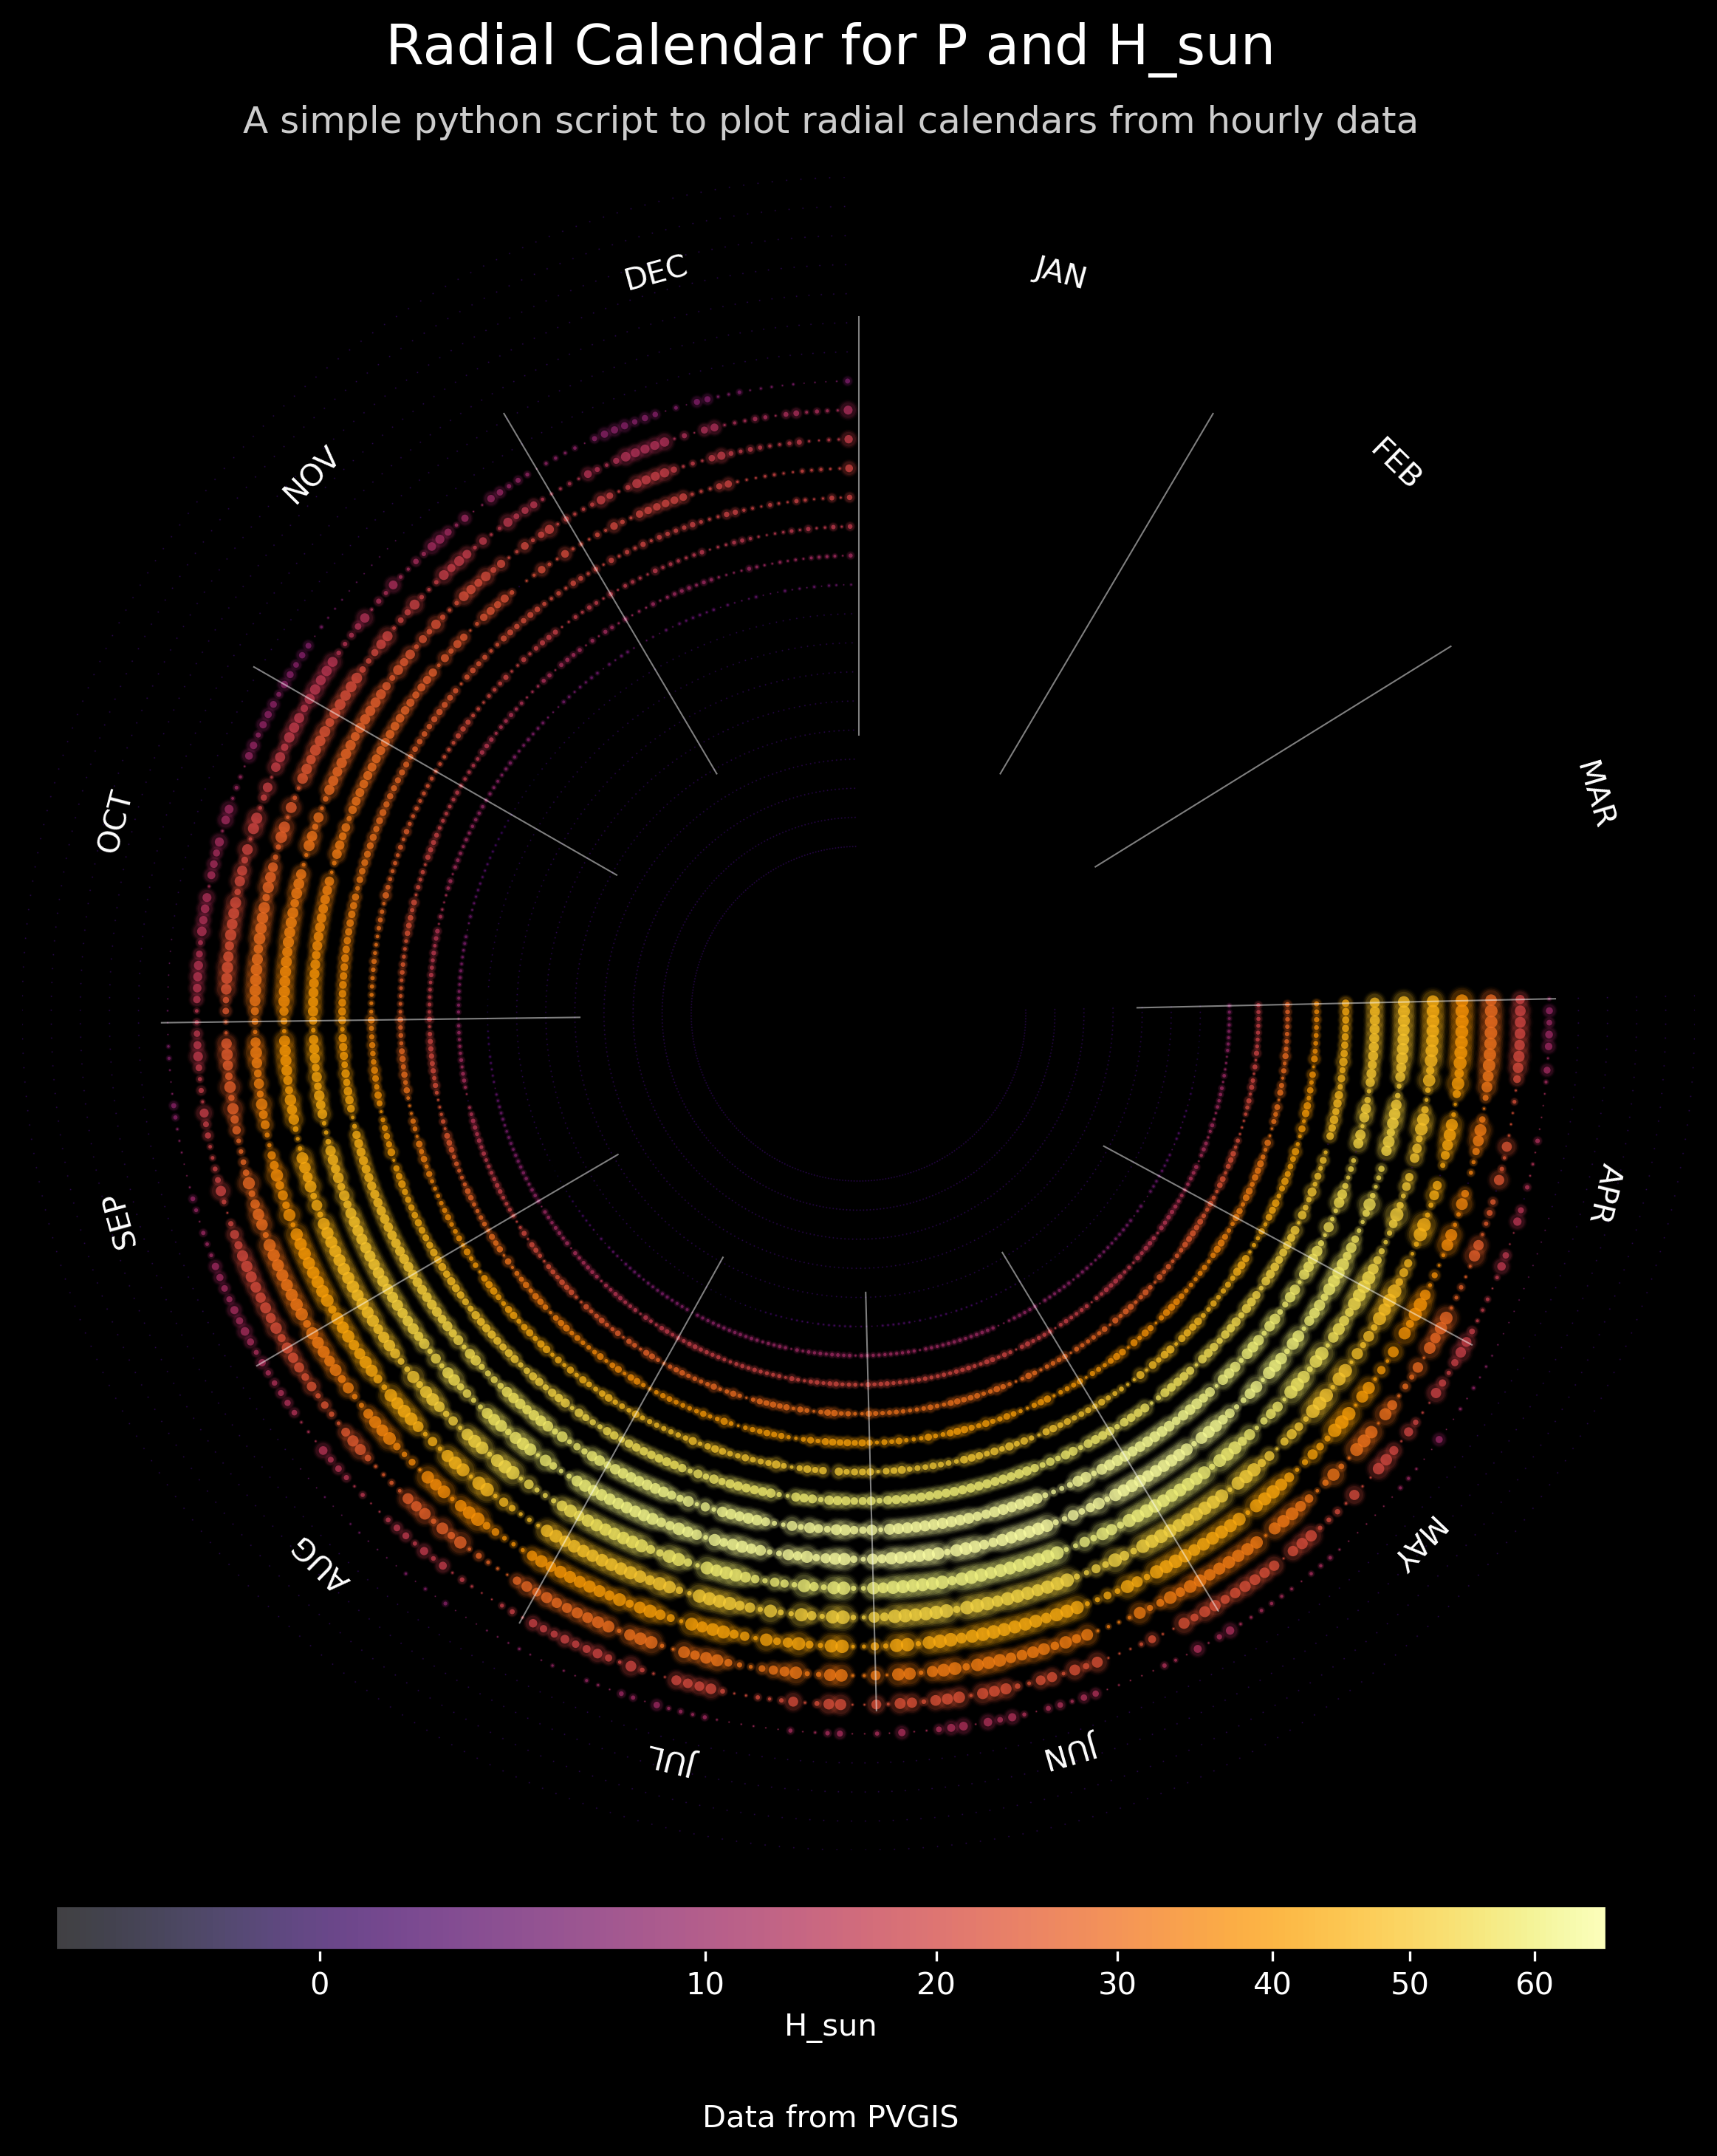 Radial Calendar for P and H_sun
A simple python script to plot radial calendars from hourly data
JAN
FEB
MAR
APR
MAY
JUN
JUL
AUG
SEP
OCT
NOV
DEC
0 10 20 30 40 50 60
H_sun
Data from PVGIS